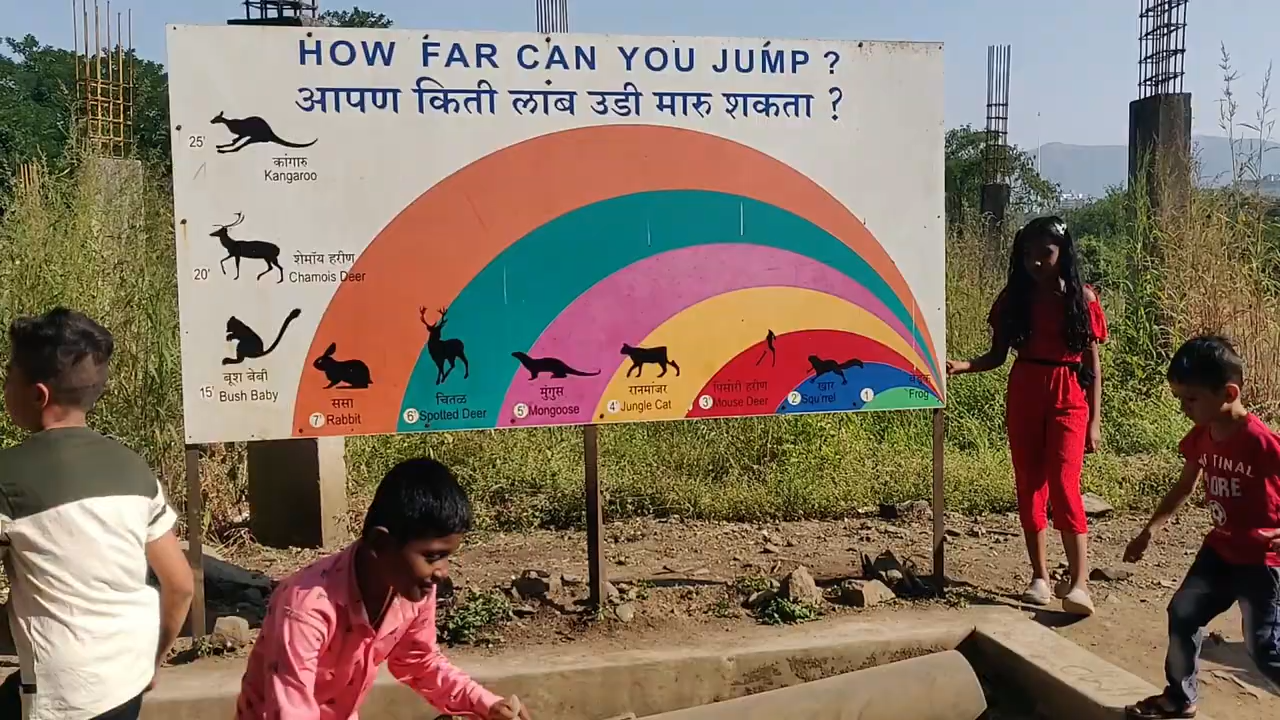 HOW FAR CAN YOU JUMP ?
आपण किती लांब उडी मारु शकता ?
25'
कांगारु
Kangaroo
20'
शेमॉय हरीण
Chamois Deer
15'
बूश बेबी
Bush Baby
7'
ससा
Rabbit
6'
चितळ
Spotted Deer
5'
मुंगुस
Mongoose
4'
रानमांजर
Jungle Cat
3'
पिसोरी हरीण
Mouse Deer
2'
खार
1
Frog
TINAL